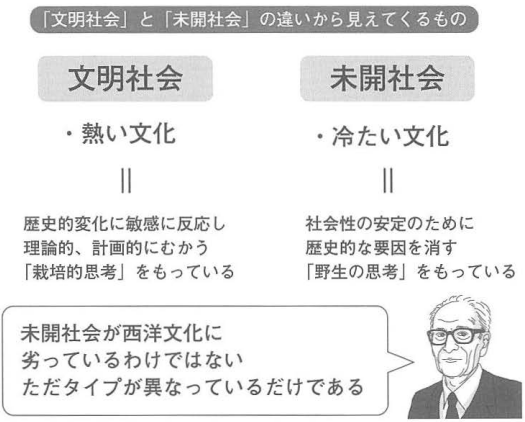 「文明社会」と「未開社会」の違いから見えてくるもの
文明社会
・熱い文化
||
歴史的変化に敏感に反応し
理論的、計画的にむかう
「栽培的思考」をもっている
未開社会
・冷たい文化
||
社会性の安定のために
歴史的な要因を消す
「野生の思考」をもっている
未開社会が西洋文化に
劣っているわけではない
ただタイプが異なっているだけである